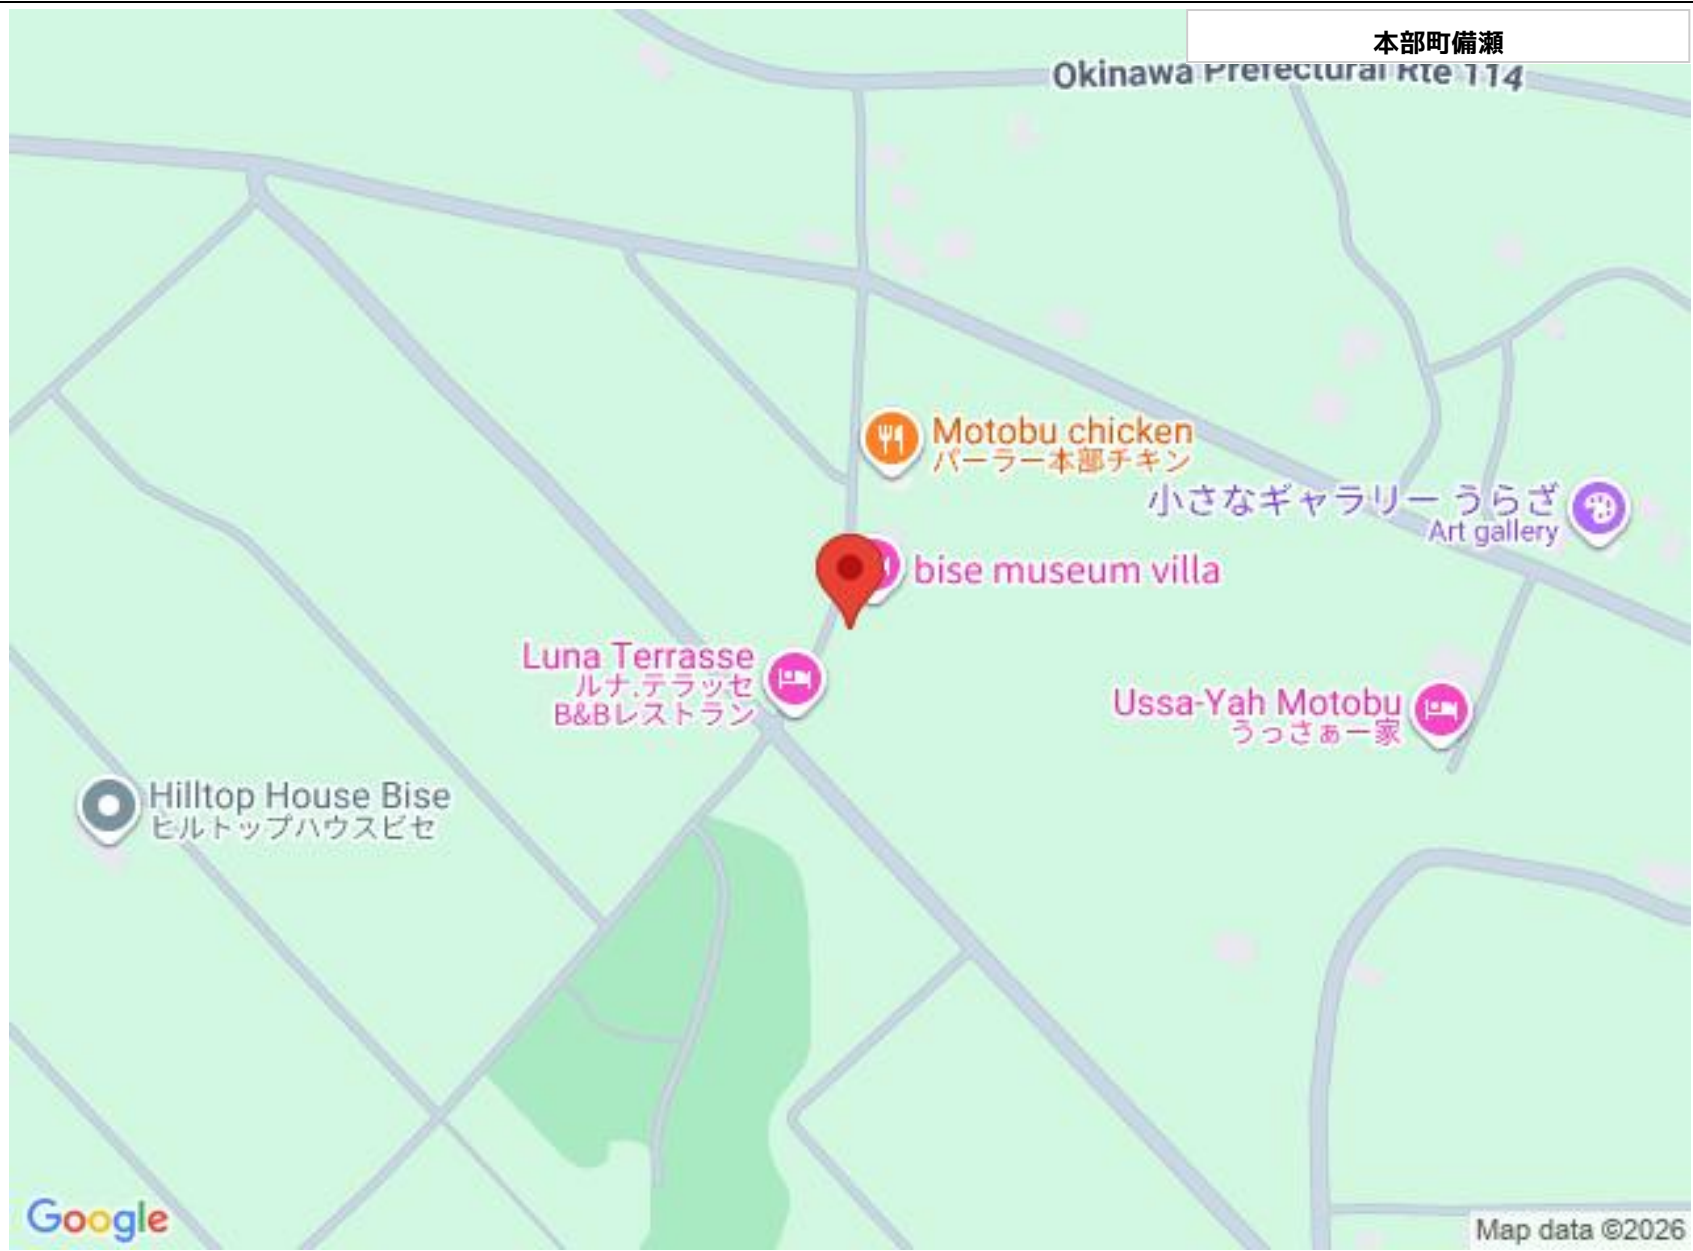 本部町備瀬
Okinawa Prefectural Rte 114
Motobu chicken
パーラー本部チキン
小さなギャラリー うらざ
Art gallery
bise museum villa
Luna Terrasse
ルナ.テラッセ
B&Bレストラン
Ussa-Yah Motobu
うっさぁー家
Hilltop House Bise
ヒルトップハウスビセ
Google
Map data ©2026